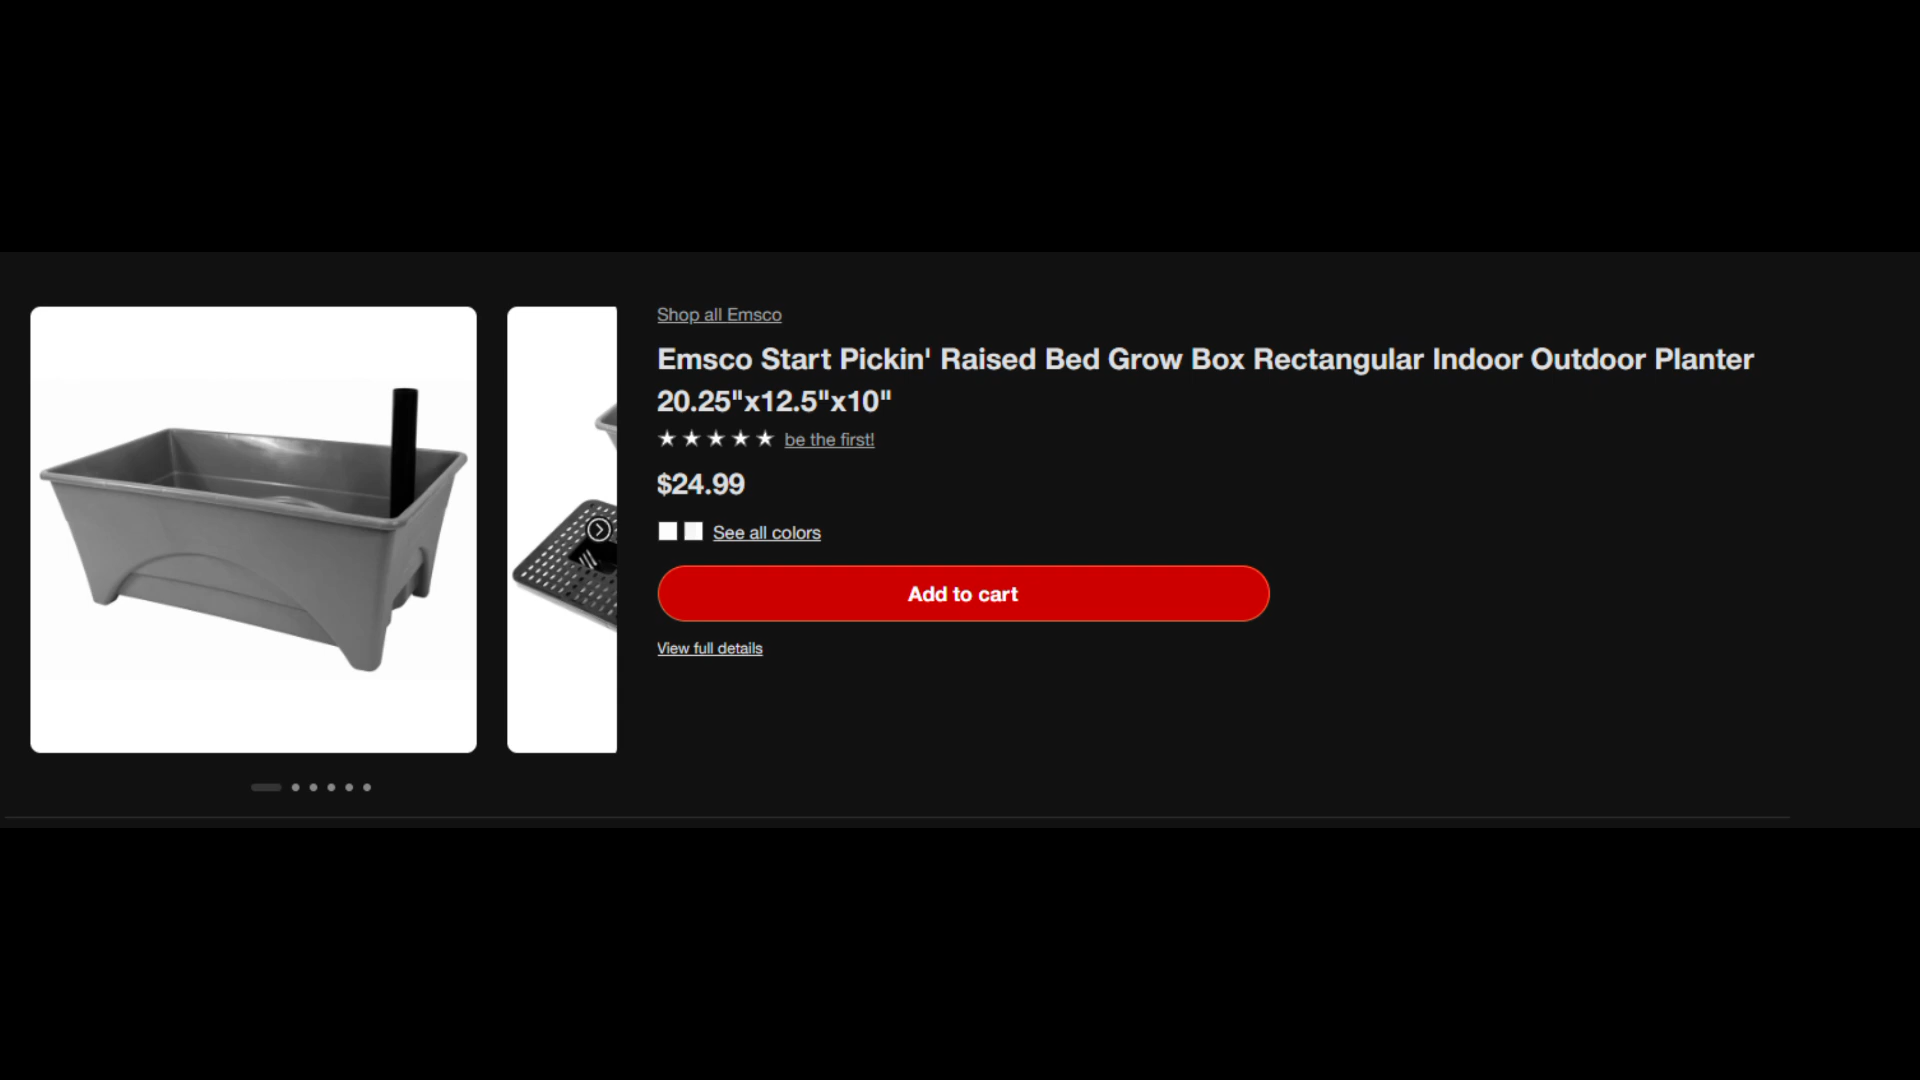 Shop all Emsco
Emsco Start Pickin' Raised Bed Grow Box Rectangular Indoor Outdoor Planter
20.25"x12.5"x10"
be the first!
$24.99
See all colors
Add to cart
View full details